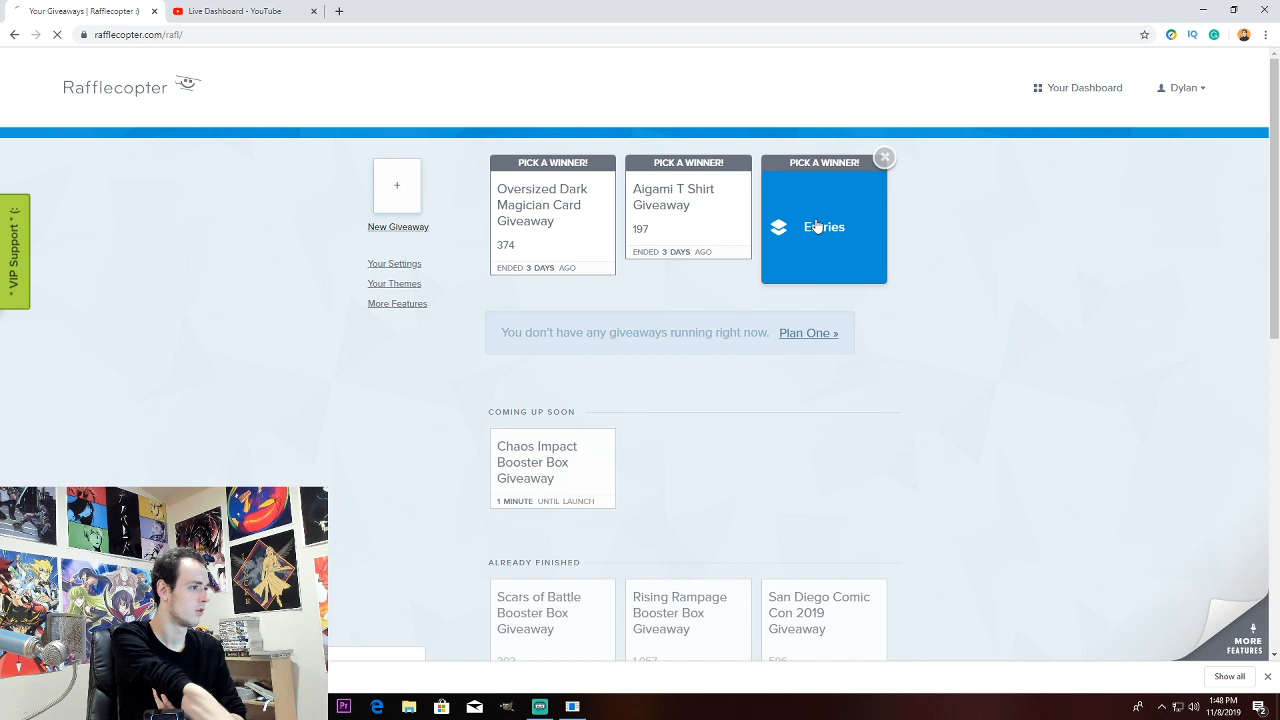 Your Giveaways :)
Live Dashboard - YouTube
rafflecopter.com/rafl/
IQ
Rafflecopter
Your Dashboard
Dylan
* VIP Support * (:
+
New Giveaway
Your Settings
Your Themes
More Features
PICK A WINNER!
Oversized Dark
Magician Card
Giveaway
374
ENDED 3 DAYS AGO
PICK A WINNER!
Aigami T Shirt
Giveaway
197
ENDED 3 DAYS AGO
PICK A WINNER!
Entries
You don't have any giveaways running right now. Plan One »
COMING UP SOON
Chaos Impact
Booster Box
Giveaway
1 MINUTE UNTIL LAUNCH
ALREADY FINISHED
Scars of Battle
Booster Box
Giveaway
Rising Rampage
Booster Box
Giveaway
San Diego Comic
Con 2019
Giveaway
MORE
FEATURES
Show all
Pr
1:48 PM
11/8/2019
2